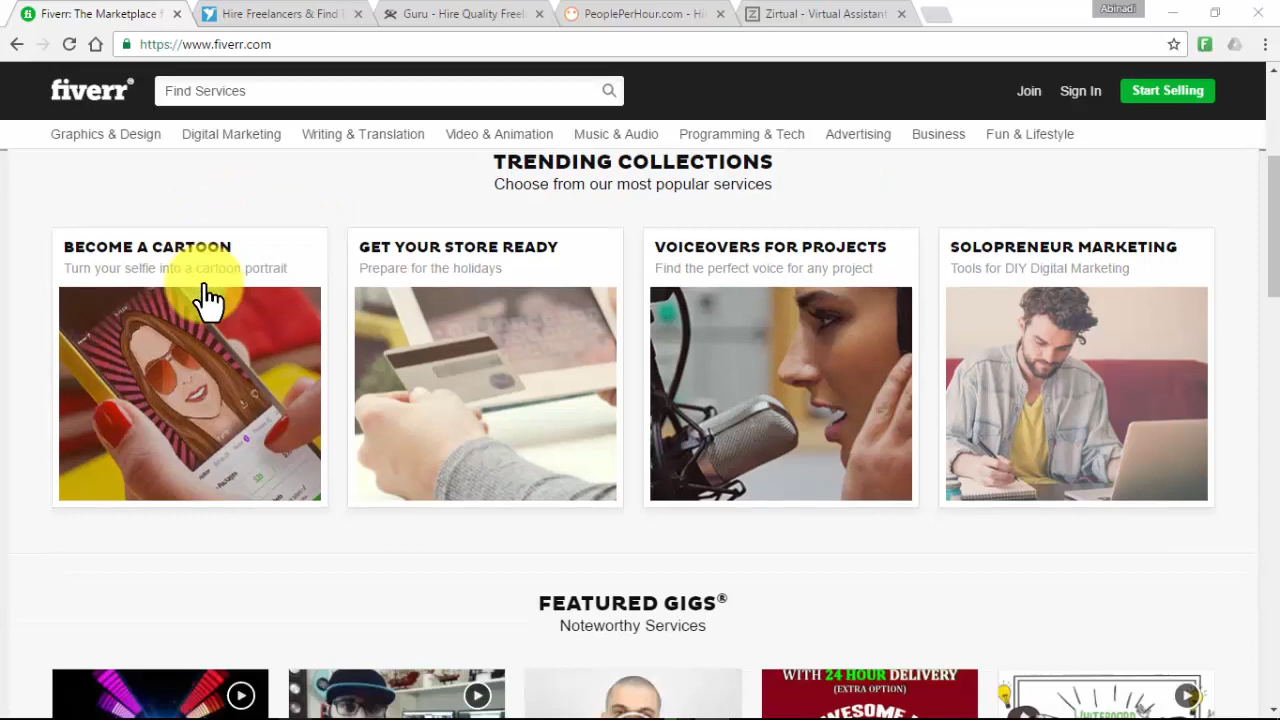 Fiverr: The Marketplace f
Hire Freelancers & Find
Guru - Hire Quality Freel
PeoplePerHour.com - Hi
Zirtual - Virtual Assistant
Abinadi
https://www.fiverr.com
fiverr®
Find Services
Join
Sign In
Start Selling
Graphics & Design
Digital Marketing
Writing & Translation
Video & Animation
Music & Audio
Programming & Tech
Advertising
Business
Fun & Lifestyle
TRENDING COLLECTIONS
Choose from our most popular services
BECOME A CARTOON
Turn your selfie into a cartoon portrait
GET YOUR STORE READY
Prepare for the holidays
VOICEOVERS FOR PROJECTS
Find the perfect voice for any project
SOLOPRENEUR MARKETING
Tools for DIY Digital Marketing
FEATURED GIGS®
Noteworthy Services
WITH 24 HOUR DELIVERY
(EXTRA OPTION)